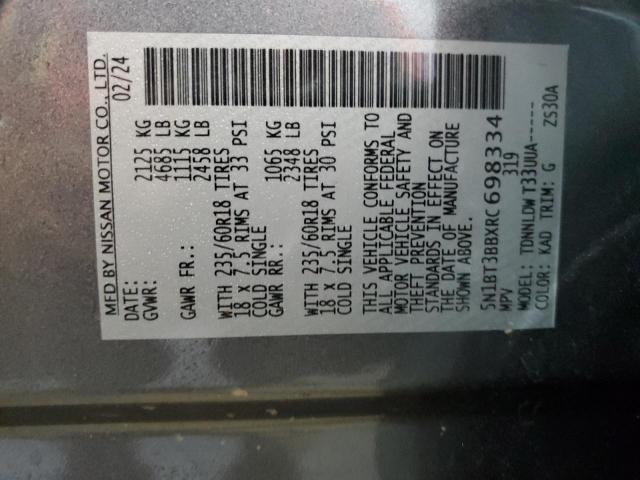 MFD BY NISSAN MOTOR CO., LTD.
DATE: 02/24
GVWR: 2125 KG
4685 LB
GAWR FR.: 1115 KG
2458 LB
WITH 235/60R18 TIRES
18 x 7.5 RIMS AT 33 PSI
COLD SINGLE
GAWR RR.: 1065 KG
2348 LB
WITH 235/60R18 TIRES
18 x 7.5 RIMS AT 30 PSI
COLD SINGLE
THIS VEHICLE CONFORMS TO
ALL APPLICABLE FEDERAL
MOTOR VEHICLE SAFETY AND
THEFT PREVENTION
STANDARDS IN EFFECT ON
THE DATE OF MANUFACTURE
SHOWN ABOVE.
5N1BT3BBXRC698334
MPV 319
MODEL: TDNNLDWT33UUA------
COLOR: KAD TRIM: G ZS30A